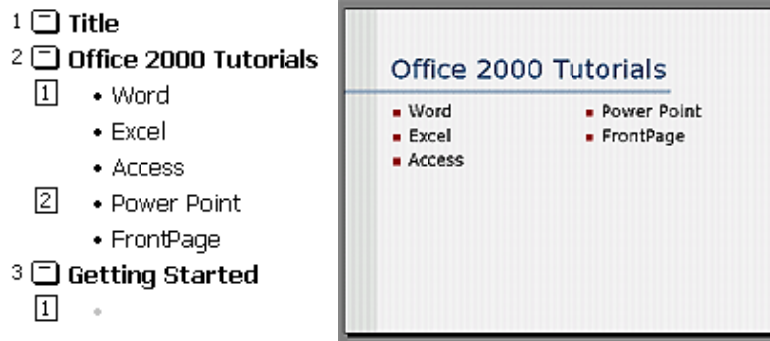 1 Title
2 Office 2000 Tutorials
1 • Word
• Excel
• Access
2 • Power Point
• FrontPage
3 Getting Started
1 •
Office 2000 Tutorials
Word
Excel
Access
Power Point
FrontPage